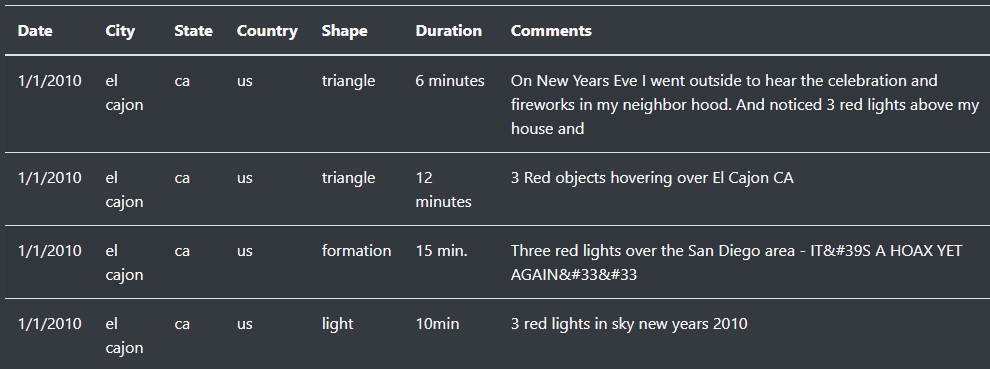 Date City State Country Shape Duration Comments
1/1/2010 el cajon ca us triangle 6 minutes On New Years Eve I went outside to hear the celebration and
fireworks in my neighbor hood. And noticed 3 red lights above my
house and
1/1/2010 el cajon ca us triangle 12 minutes 3 Red objects hovering over El Cajon CA
1/1/2010 el cajon ca us formation 15 min. Three red lights over the San Diego area - IT&#39S A HOAX YET
AGAIN&#33&#33
1/1/2010 el cajon ca us light 10min 3 red lights in sky new years 2010